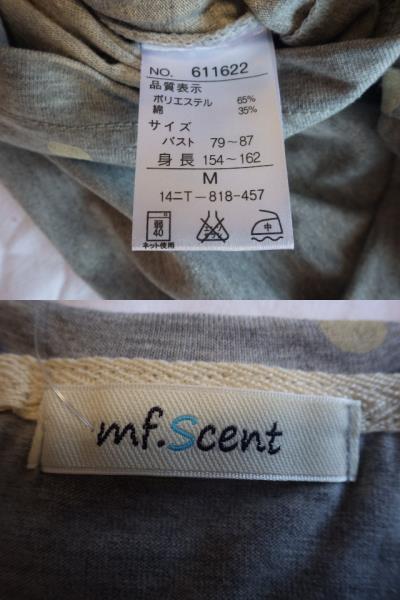 NO. 611622
品質表示
ポリエステル 65%
綿 35%
サイズ
バスト 79～87
身長 154～162
M
14ニT－818-457
弱
40
中
ネット使用
mf.Scent